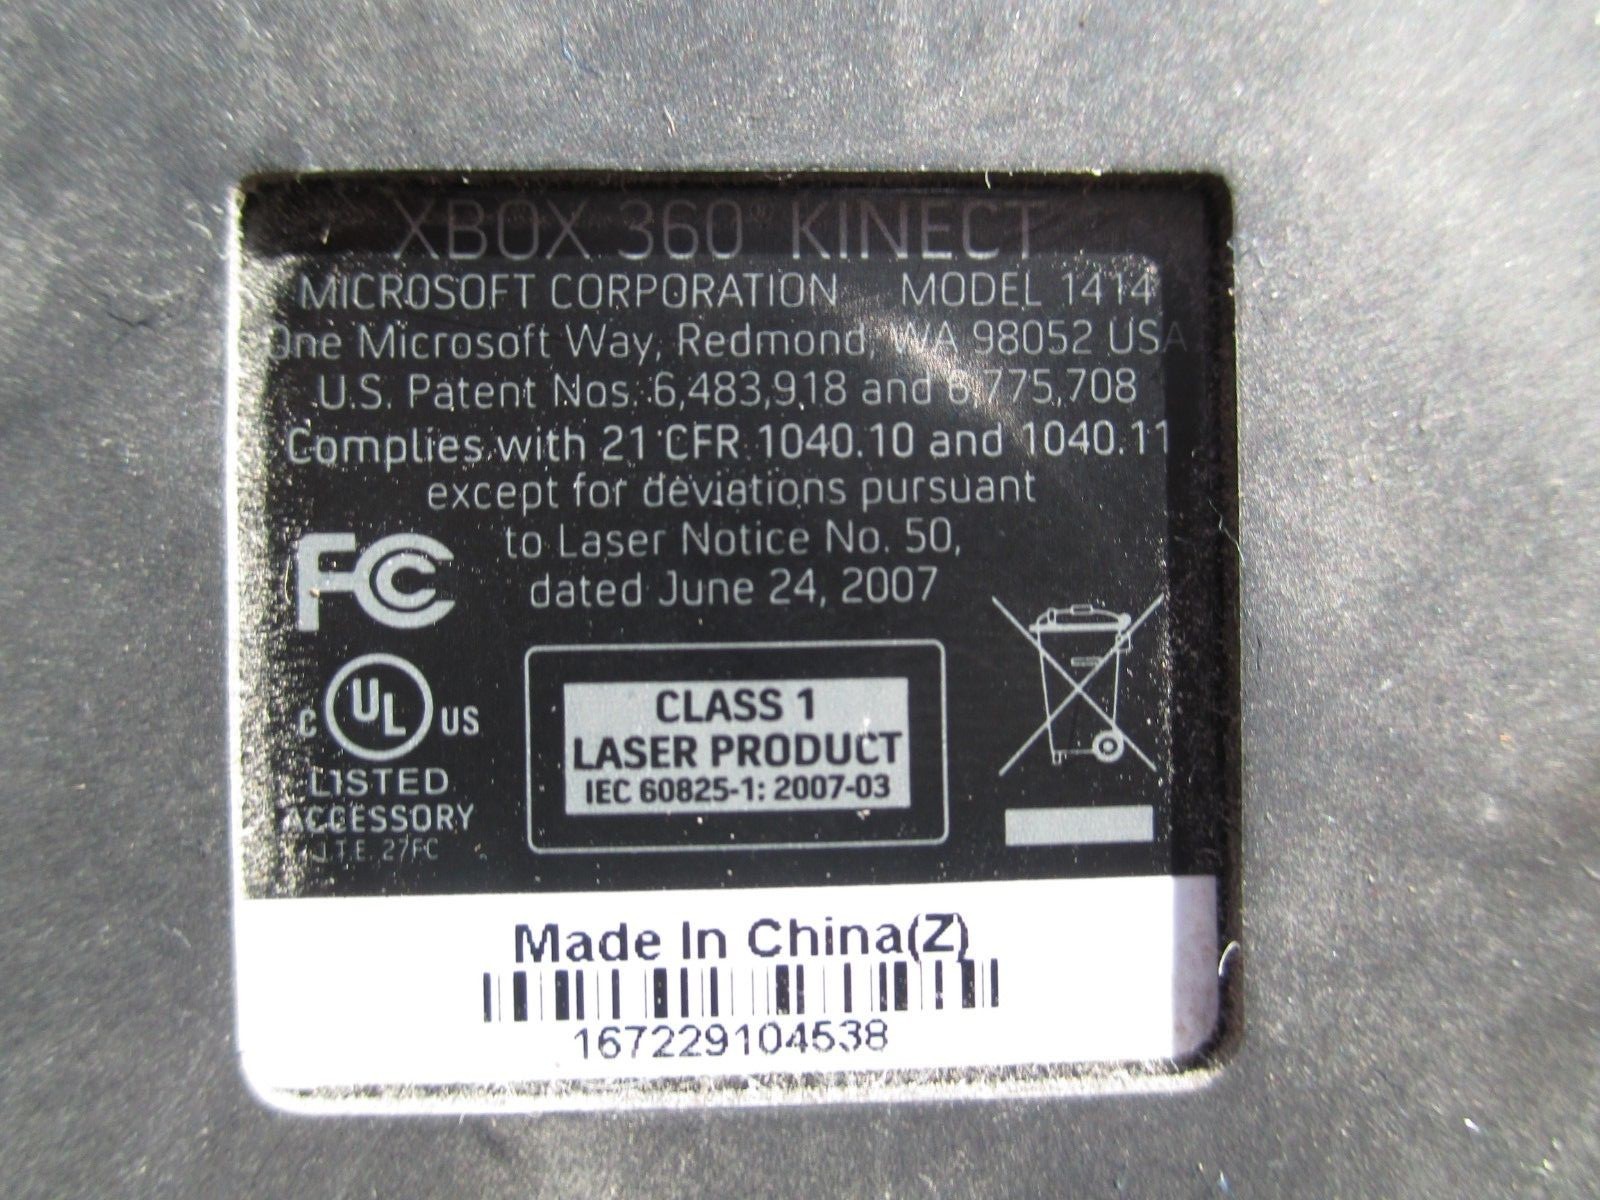 XBOX 360® KINECT
MICROSOFT CORPORATION MODEL 1414
One Microsoft Way, Redmond, WA 98052 USA
U.S. Patent Nos. 6,483,918 and 6,775,708
Complies with 21 CFR 1040.10 and 1040.11
except for deviations pursuant
to Laser Notice No. 50,
dated June 24, 2007
FC
C UL US
LISTED
ACCESSORY
I.T.E. 27FC
CLASS 1
LASER PRODUCT
IEC 60825-1: 2007-03
Made In China(Z)
167229104538